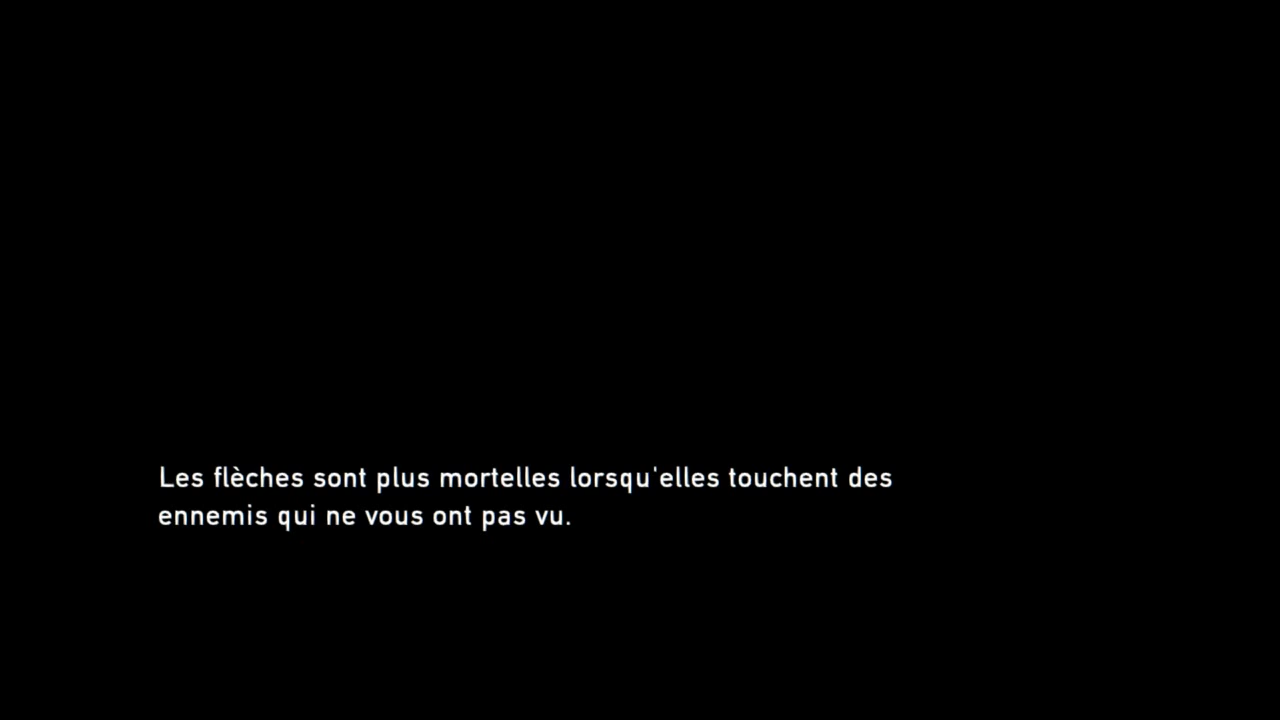 Les flèches sont plus mortelles lorsqu'elles touchent des
ennemis qui ne vous ont pas vu.